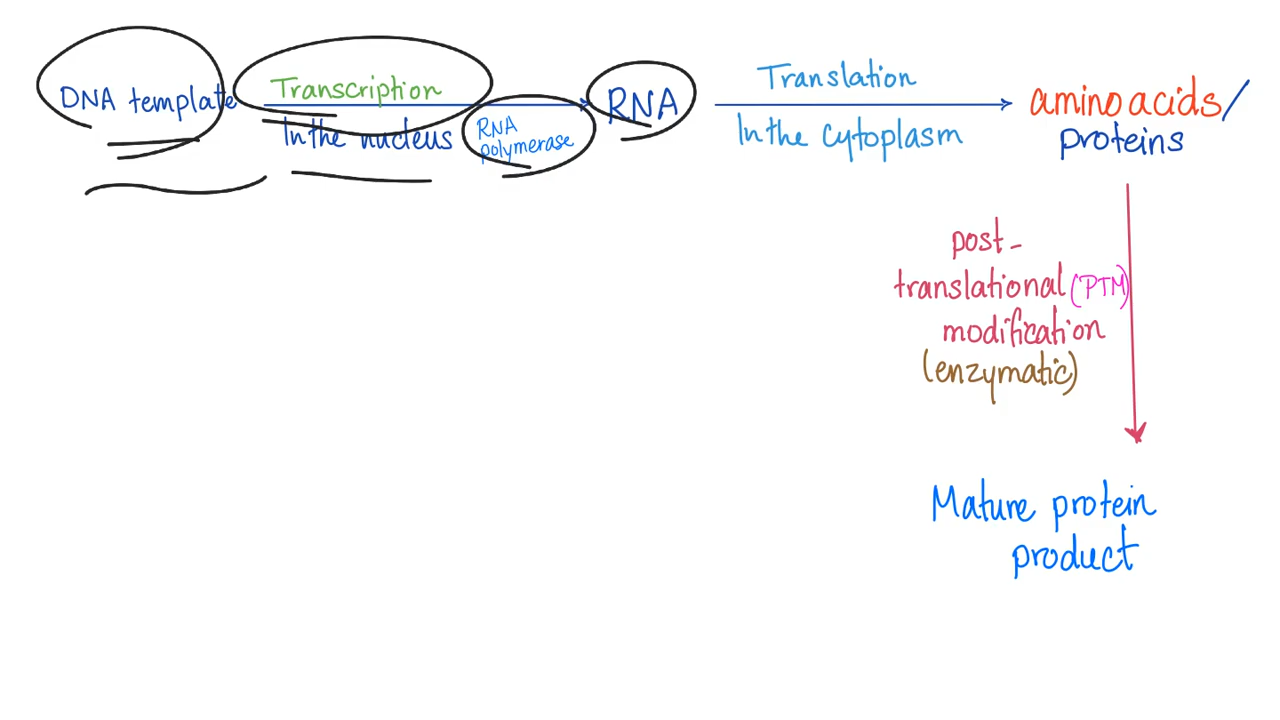 DNA template
Transcription
In the nucleus
RNA
polymerase
RNA
Translation
In the cytoplasm
amino acids/
proteins
post-
translational (PTM)
modification
(enzymatic)
Mature protein
product